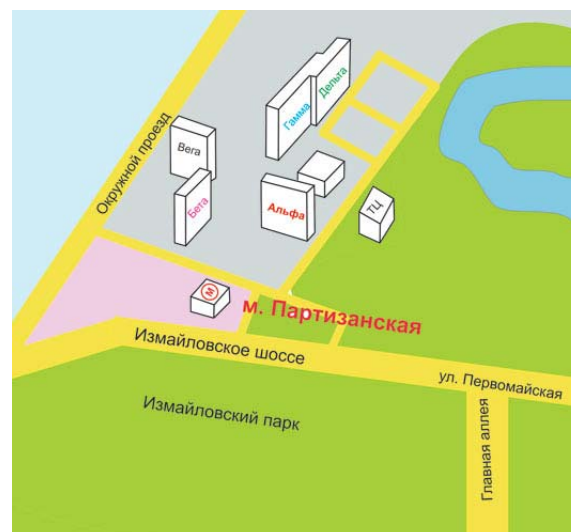 Дельта
Гамма
Окружной проезд
Вега
Бета
Альфа
ТЦ
М
м. Партизанская
Измайловское шоссе
ул. Первомайская
Измайловский парк
Главная аллея